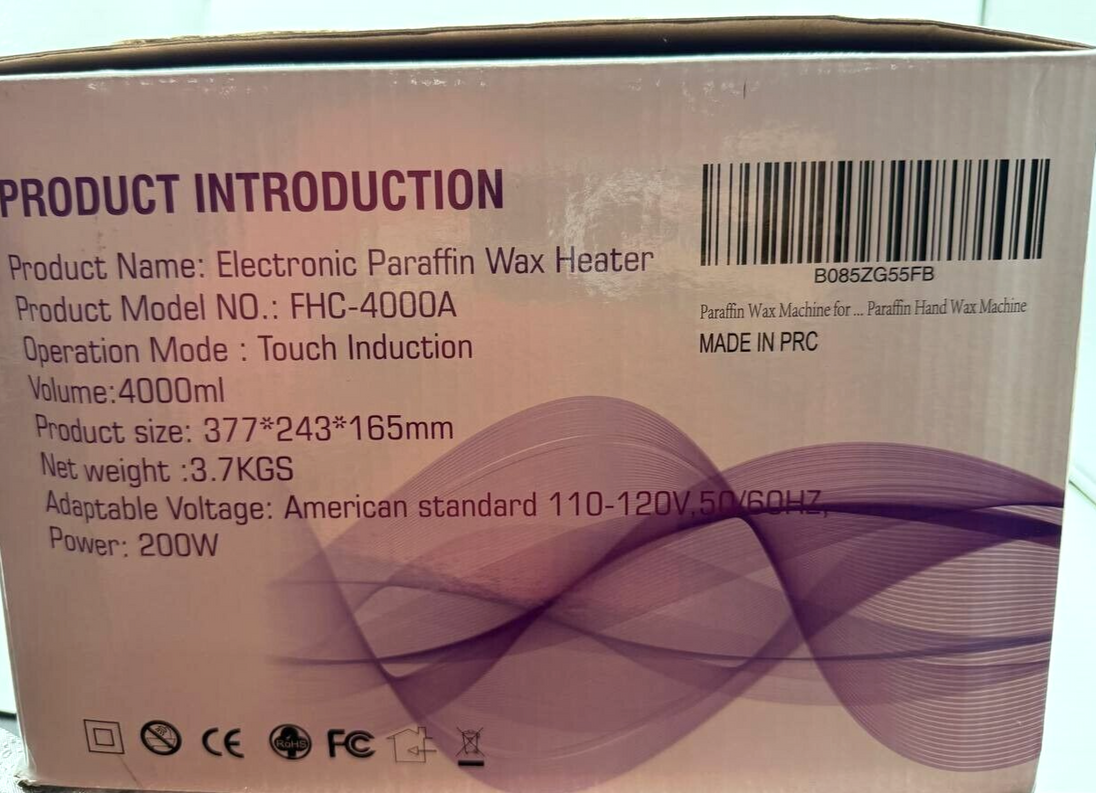 PRODUCT INTRODUCTION
Product Name: Electronic Paraffin Wax Heater
Product Model NO.: FHC-4000A
Operation Mode : Touch Induction
Volume:4000ml
Product size: 377*243*165mm
Net weight :3.7KGS
Adaptable Voltage: American standard 110-120V,50/60HZ,
Power: 200W
B085ZG55FB
Paraffin Wax Machine for ... Paraffin Hand Wax Machine
MADE IN PRC
CE RoHS FC